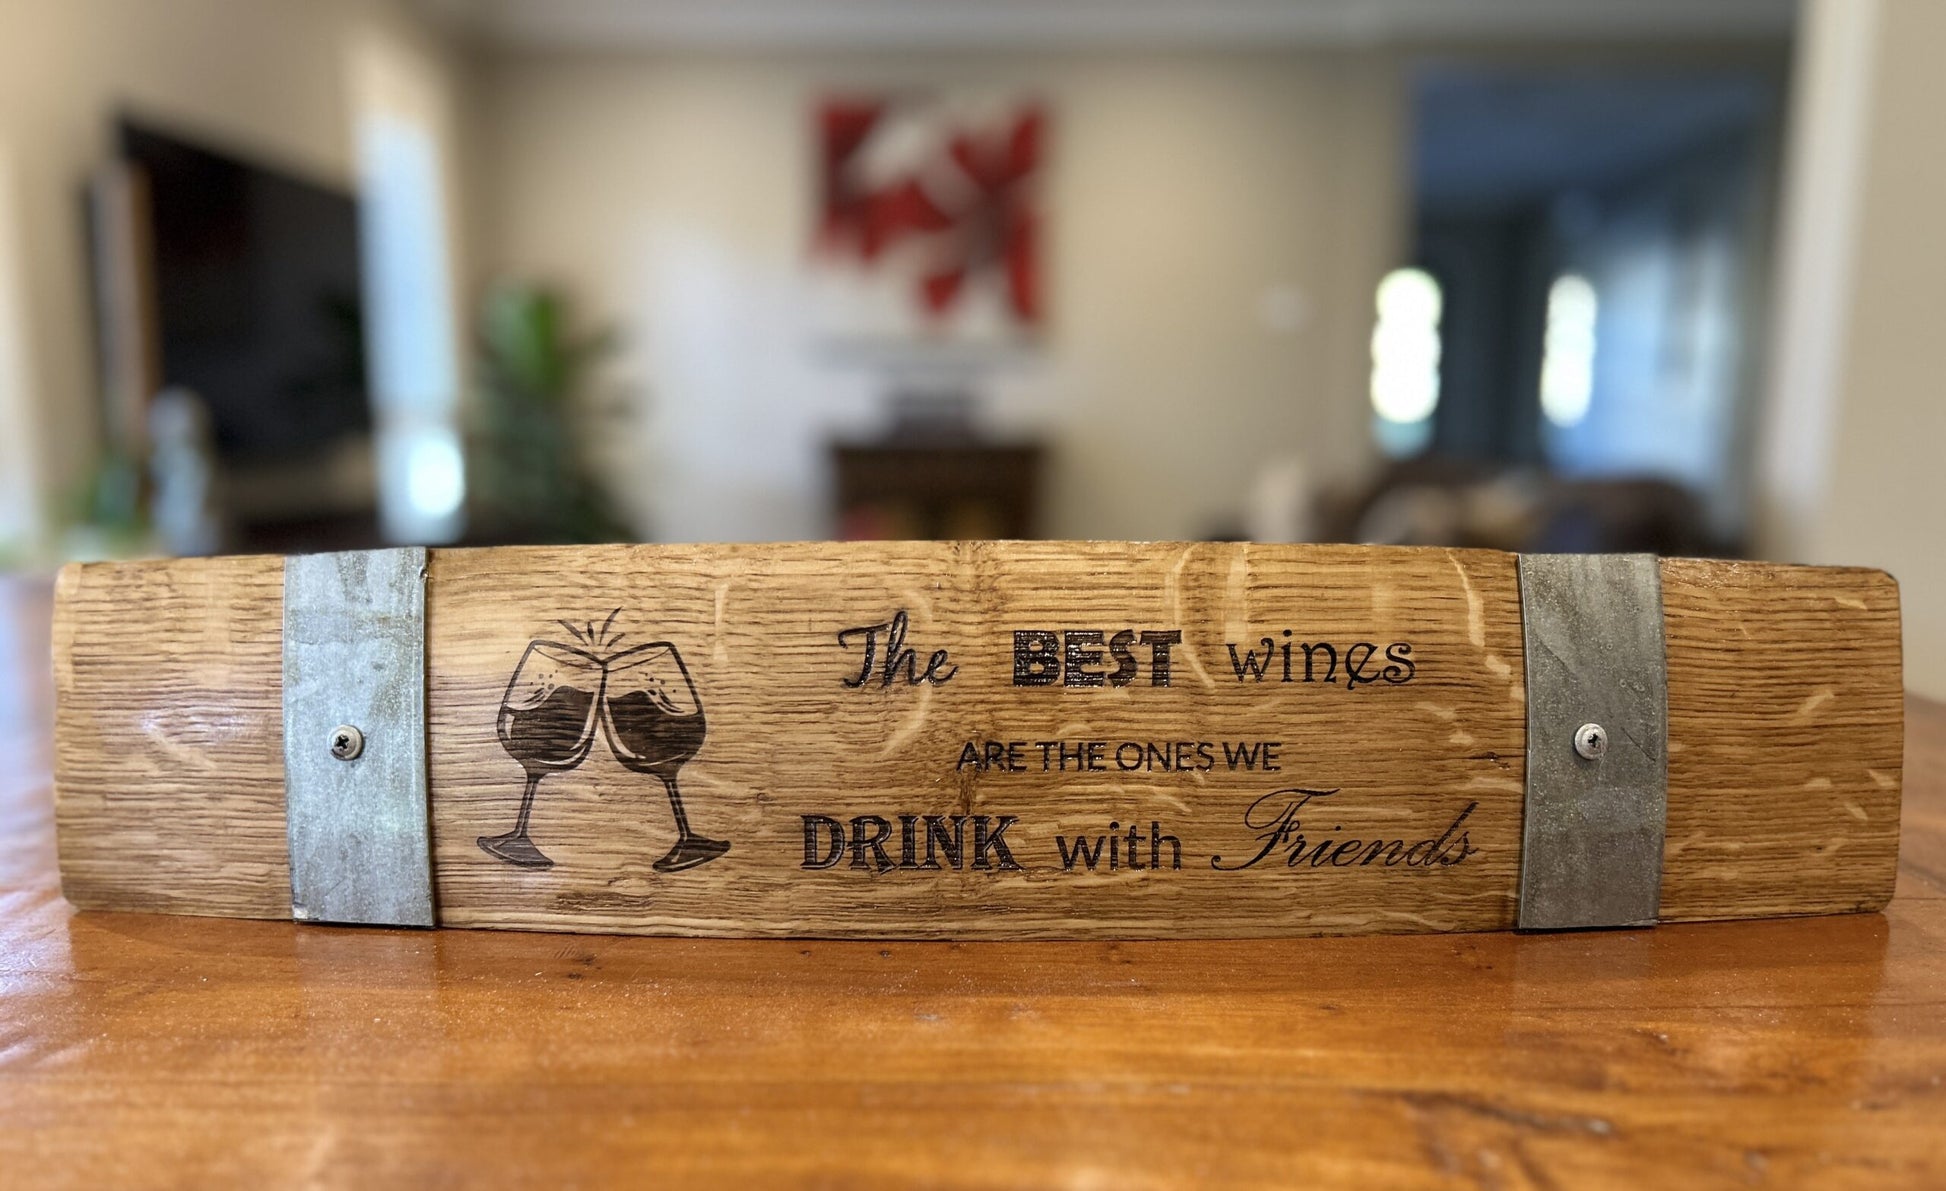 The BEST wines
ARE THE ONES WE
DRINK with Friends